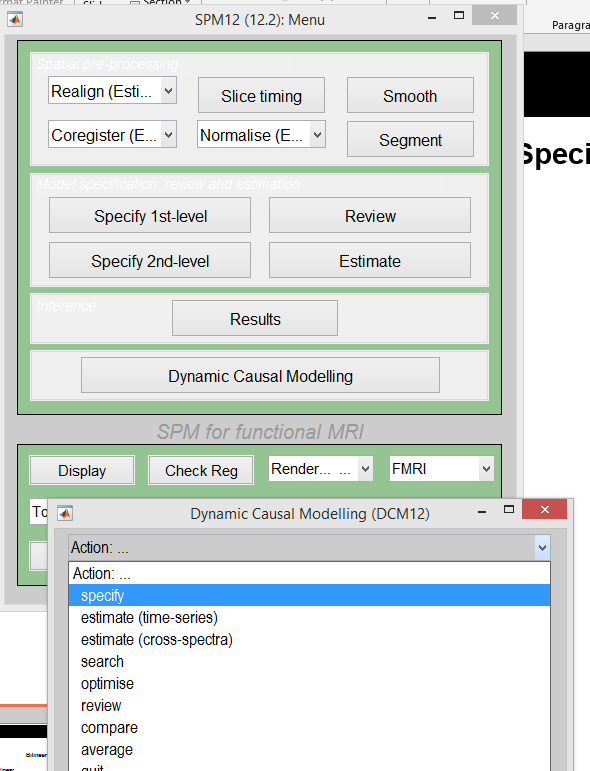 Section
SPM12 (12.2): Menu
Paragra
Spatial pre-processing
Realign (Esti...
Slice timing
Smooth
Coregister (E...
Normalise (E...
Segment
Speci
Model specification, review and estimation
Specify 1st-level
Review
Specify 2nd-level
Estimate
Inference
Results
Dynamic Causal Modelling
SPM for functional MRI
Display
Check Reg
Render... ...
FMRI
To
Dynamic Causal Modelling (DCM12)
Action: ...
Action: ...
specify
estimate (time-series)
estimate (cross-spectra)
search
optimise
review
compare
average
quit
Bilinear